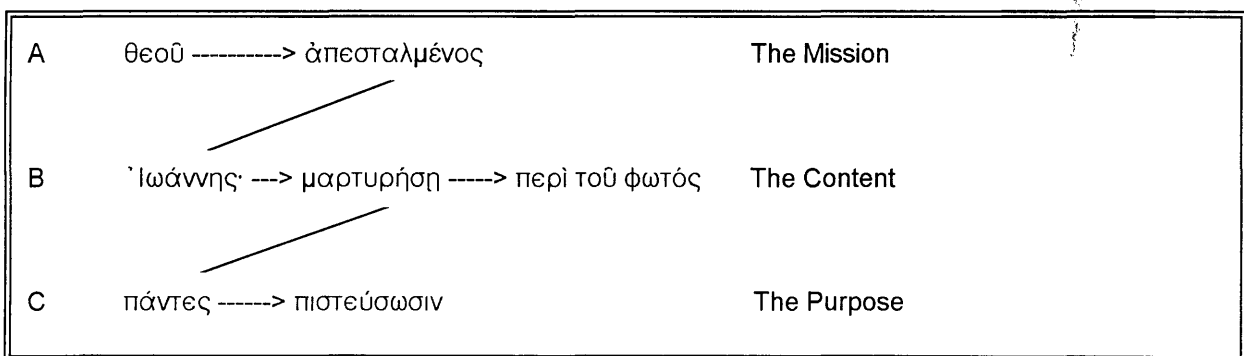 A θεοῦ ----------> ἀπεσταλμένος The Mission
B ᾿Ιωάννης· ---> μαρτυρήσῃ -----> περὶ τοῦ φωτός The Content
C πάντες ------> πιστεύσωσιν The Purpose